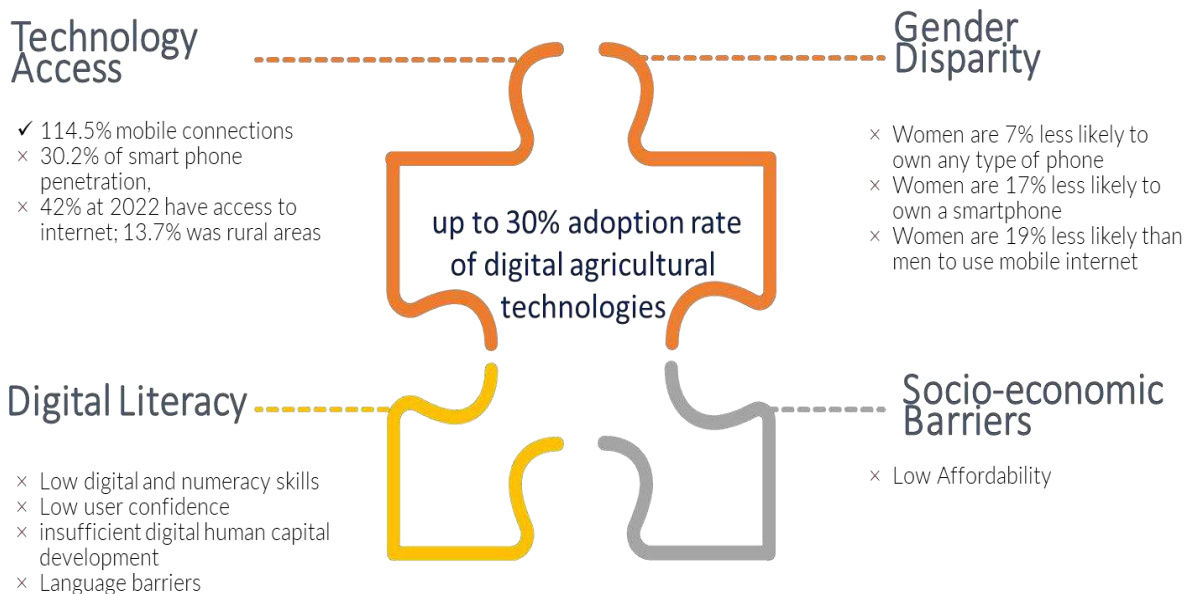 Technology
Access
✓ 114.5% mobile connections
× 30.2% of smart phone
penetration,
× 42% at 2022 have access to
internet; 13.7% was rural areas
Gender
Disparity
× Women are 7% less likely to
own any type of phone
× Women are 17% less likely to
own a smartphone
× Women are 19% less likely than
men to use mobile internet
up to 30% adoption rate
of digital agricultural
technologies
Digital Literacy
× Low digital and numeracy skills
× Low user confidence
× insufficient digital human capital
development
× Language barriers
Socio-economic
Barriers
× Low Affordability